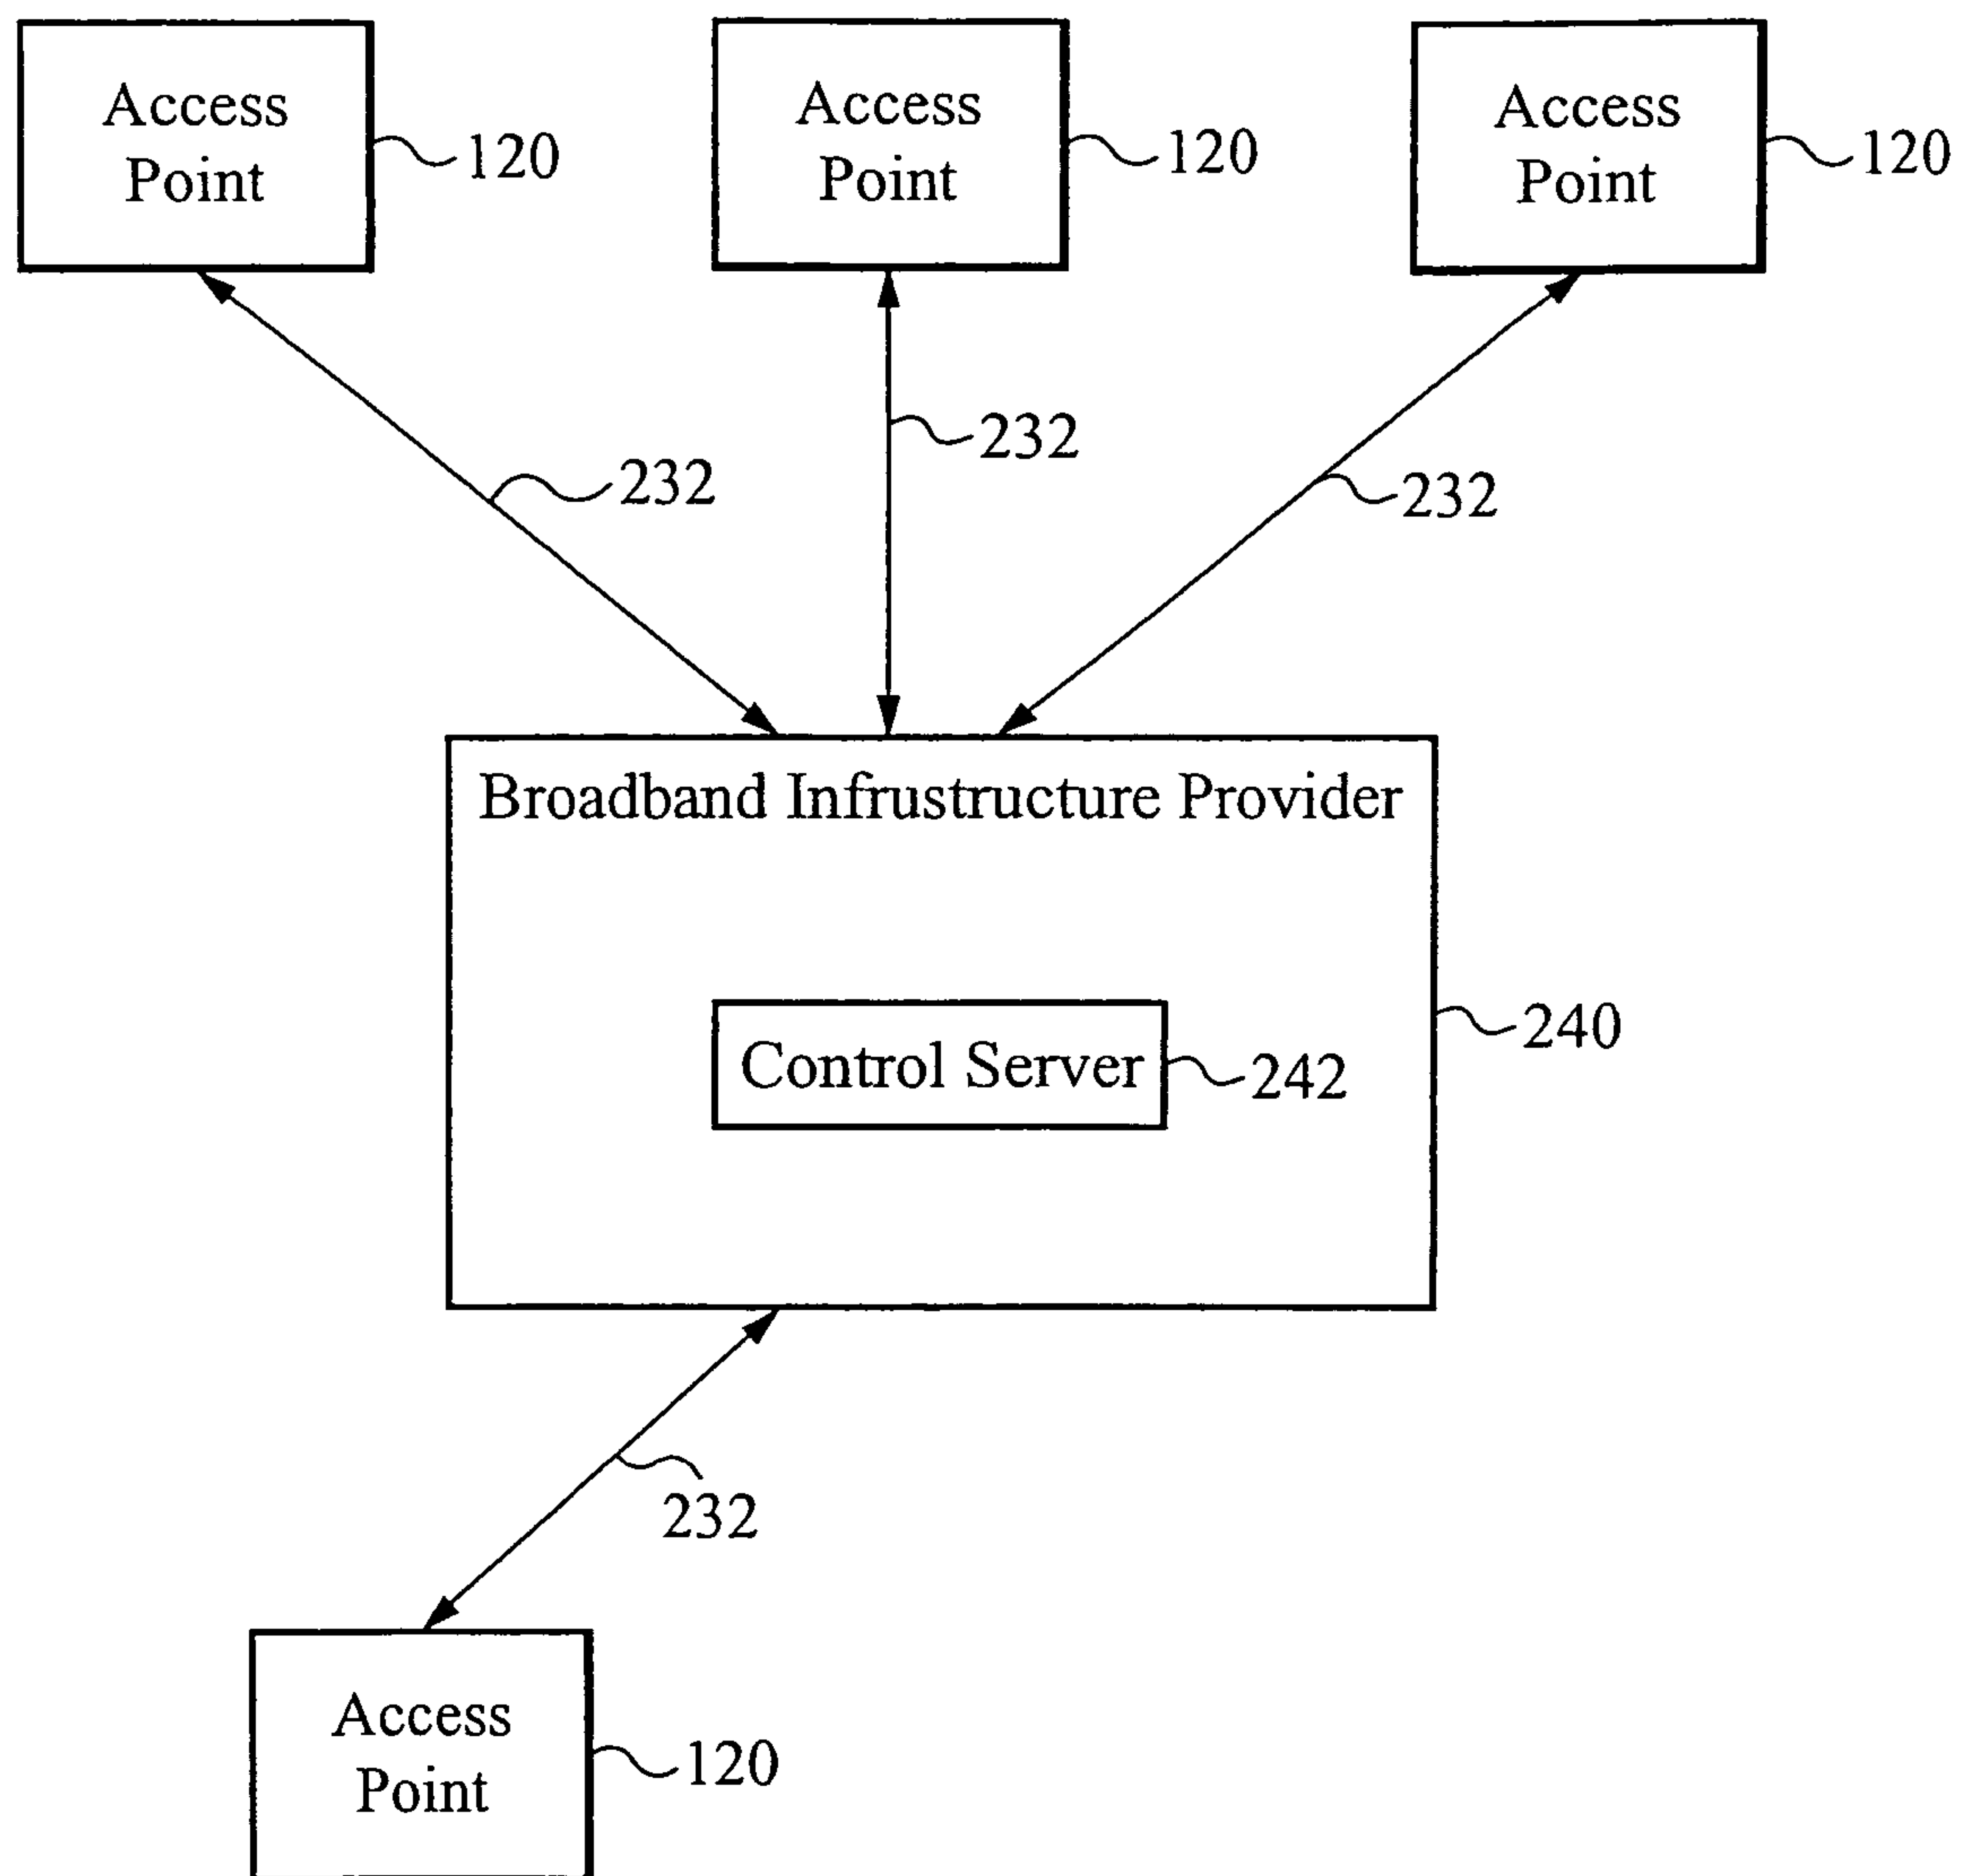 Access
Point
120
Access
Point
120
Access
Point
120
232
232
232
Broadband Infrustructure Provider
Control Server
242
240
232
Access
Point
120